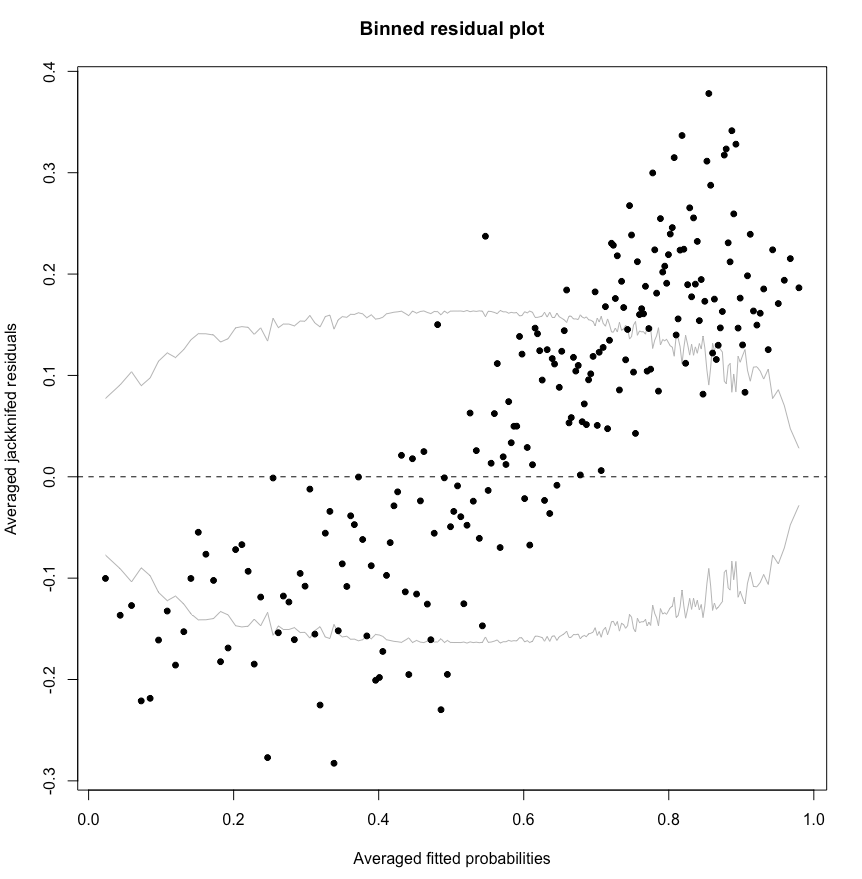 Binned residual plot
Averaged jackknifed residuals
0.4
0.3
0.2
0.1
0.0
-0.1
-0.2
-0.3
0.0 0.2 0.4 0.6 0.8 1.0
Averaged fitted probabilities